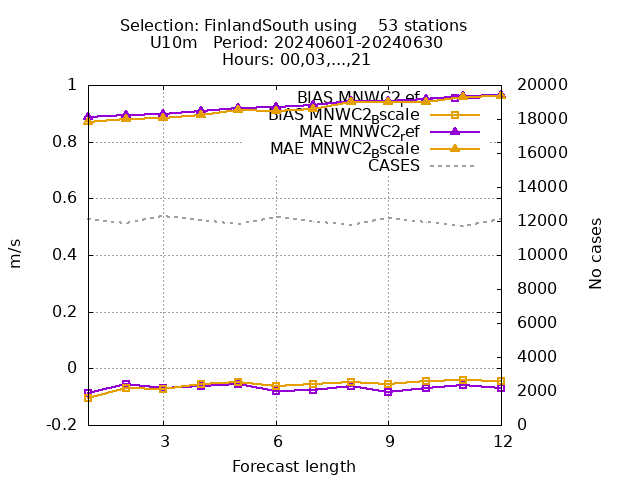 Selection: FinlandSouth using 53 stations
U10m Period: 20240601-20240630
Hours: 00,03,...,21
BIAS MNWC2_ref
BIAS MNWC2_Bscale
MAE MNWC2_ref
MAE MNWC2_Bscale
CASES
1
0.8
0.6
0.4
0.2
0
-0.2
m/s
20000
18000
16000
14000
12000
10000
8000
6000
4000
2000
0
No cases
3
6
9
12
Forecast length